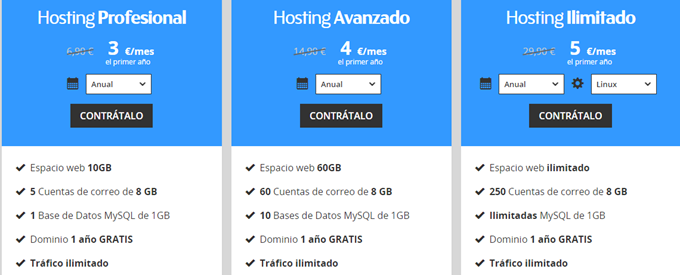 Hosting Profesional
6,90 € 3 €/mes
el primer año
Anual
CONTRÁTALO
Espacio web 10GB
5 Cuentas de correo de 8 GB
1 Base de Datos MySQL de 1GB
Dominio 1 año GRATIS
Tráfico ilimitado
Hosting Avanzado
14,90 € 4 €/mes
el primer año
Anual
CONTRÁTALO
Espacio web 60GB
60 Cuentas de correo de 8 GB
10 Bases de Datos MySQL de 1GB
Dominio 1 año GRATIS
Tráfico ilimitado
Hosting Ilimitado
29,90 € 5 €/mes
el primer año
Anual Linux
CONTRÁTALO
Espacio web ilimitado
250 Cuentas de correo de 8 GB
Ilimitadas MySQL de 1GB
Dominio 1 año GRATIS
Tráfico ilimitado